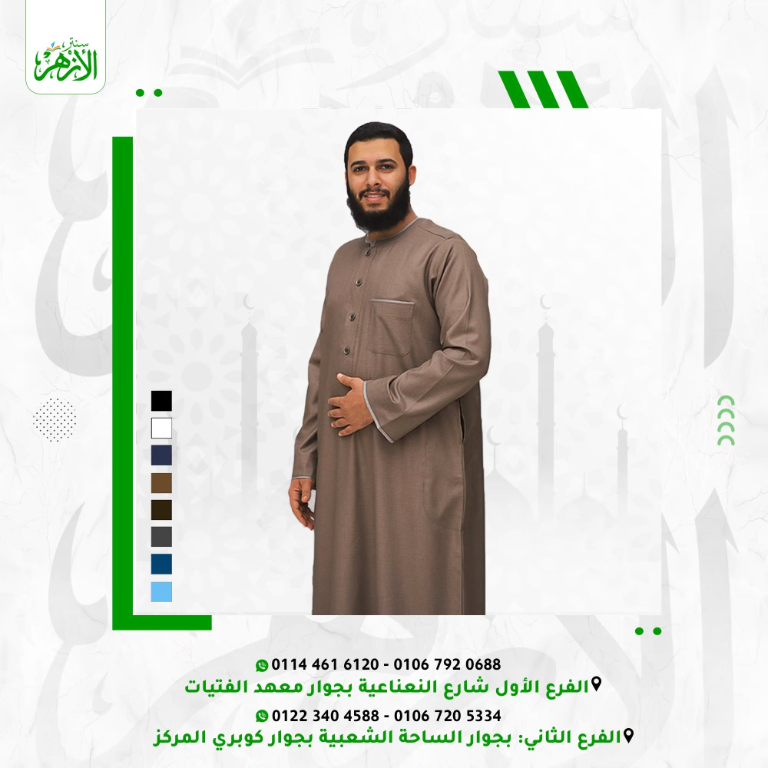 سنتر
الأزهر
0114 461 6120 - 0106 792 0688
الفرع الأول شارع النعناعية بجوار معهد الفتيات
0122 340 4588 - 0106 720 5334
الفرع الثاني: بجوار الساحة الشعبية بجوار كوبري المركز